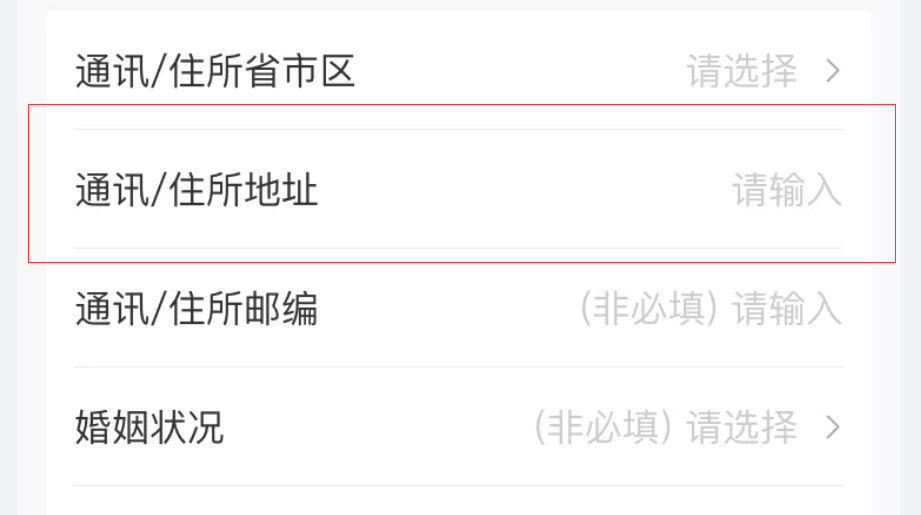 通讯/住所省市区 请选择 >
通讯/住所地址 请输入
通讯/住所邮编 (非必填) 请输入
婚姻状况 (非必填) 请选择 >